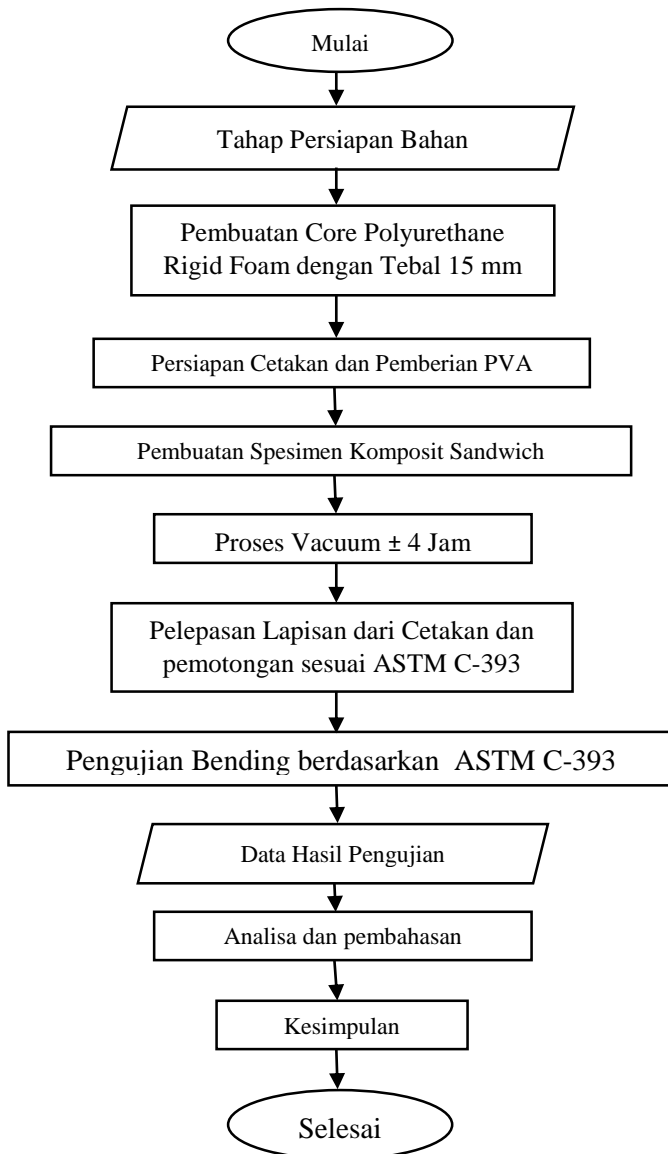 Mulai
Tahap Persiapan Bahan
Pembuatan Core Polyurethane
Rigid Foam dengan Tebal 15 mm
Persiapan Cetakan dan Pemberian PVA
Pembuatan Spesimen Komposit Sandwich
Proses Vacuum ± 4 Jam
Pelepasan Lapisan dari Cetakan dan
pemotongan sesuai ASTM C-393
Pengujian Bending berdasarkan ASTM C-393
Data Hasil Pengujian
Analisa dan pembahasan
Kesimpulan
Selesai